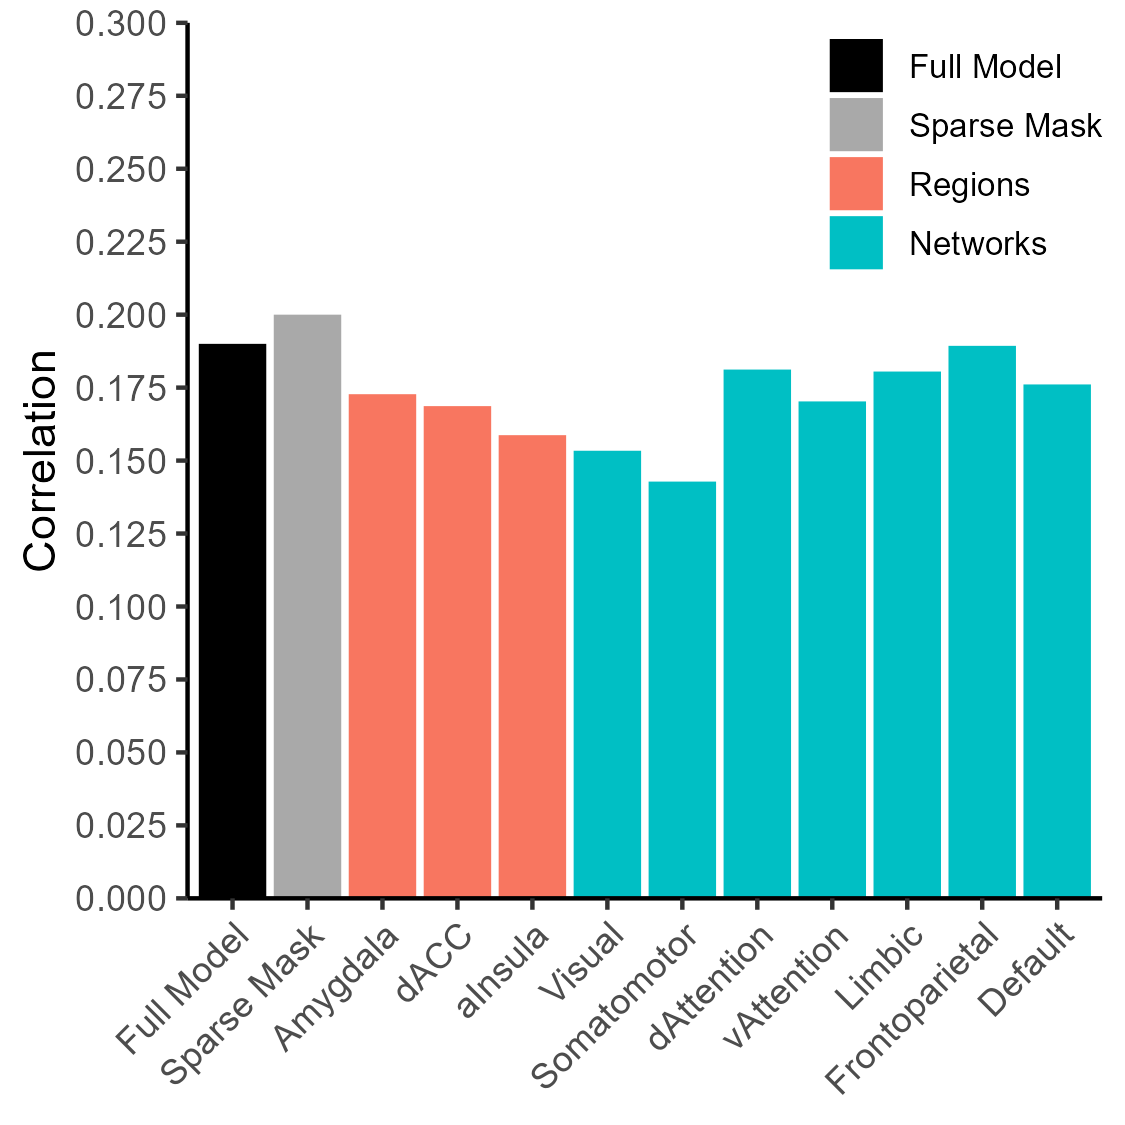 Full Model
Sparse Mask
Regions
Networks
Correlation
0.300
0.275
0.250
0.225
0.200
0.175
0.150
0.125
0.100
0.075
0.050
0.025
0.000
Full Model
Sparse Mask
Amygdala
dACC
aInsula
Visual
Somatomotor
dAttention
vAttention
Limbic
Frontoparietal
Default